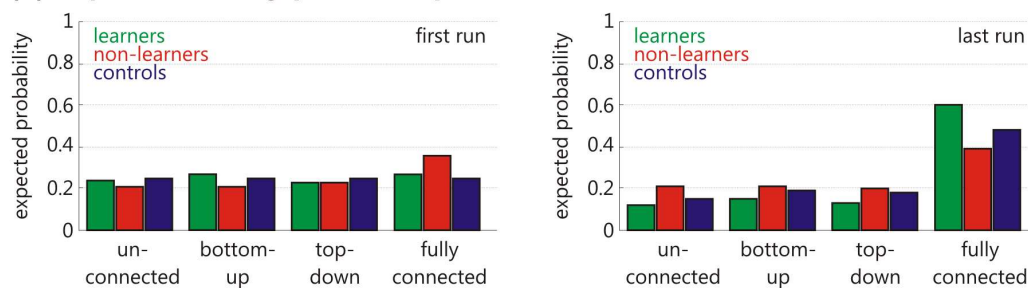 1
0.8
0.6
0.4
0.2
0
expected probability
learners
non-learners
controls
first run
un-
connected
bottom-
up
top-
down
fully
connected
1
0.8
0.6
0.4
0.2
0
expected probability
learners
non-learners
controls
last run
un-
connected
bottom-
up
top-
down
fully
connected